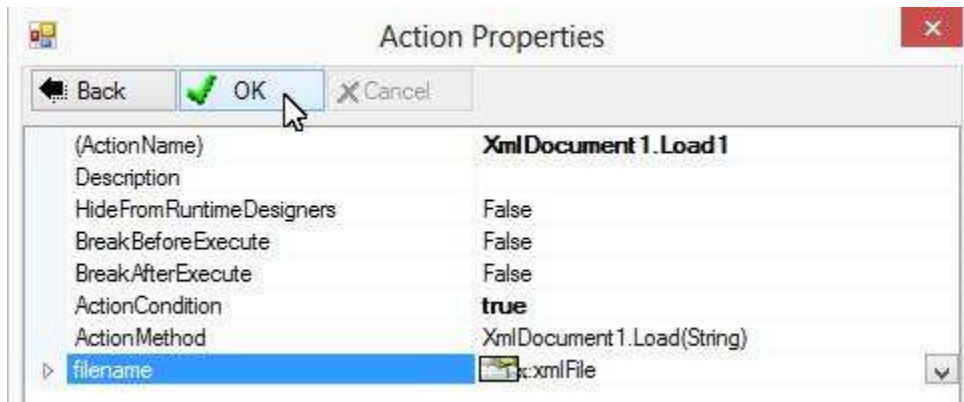 Action Properties
Back OK Cancel
(ActionName) XmlDocument1.Load1
Description
HideFromRuntimeDesigners False
BreakBeforeExecute False
BreakAfterExecute False
ActionCondition true
ActionMethod XmlDocument1.Load(String)
filename x:xmlFile